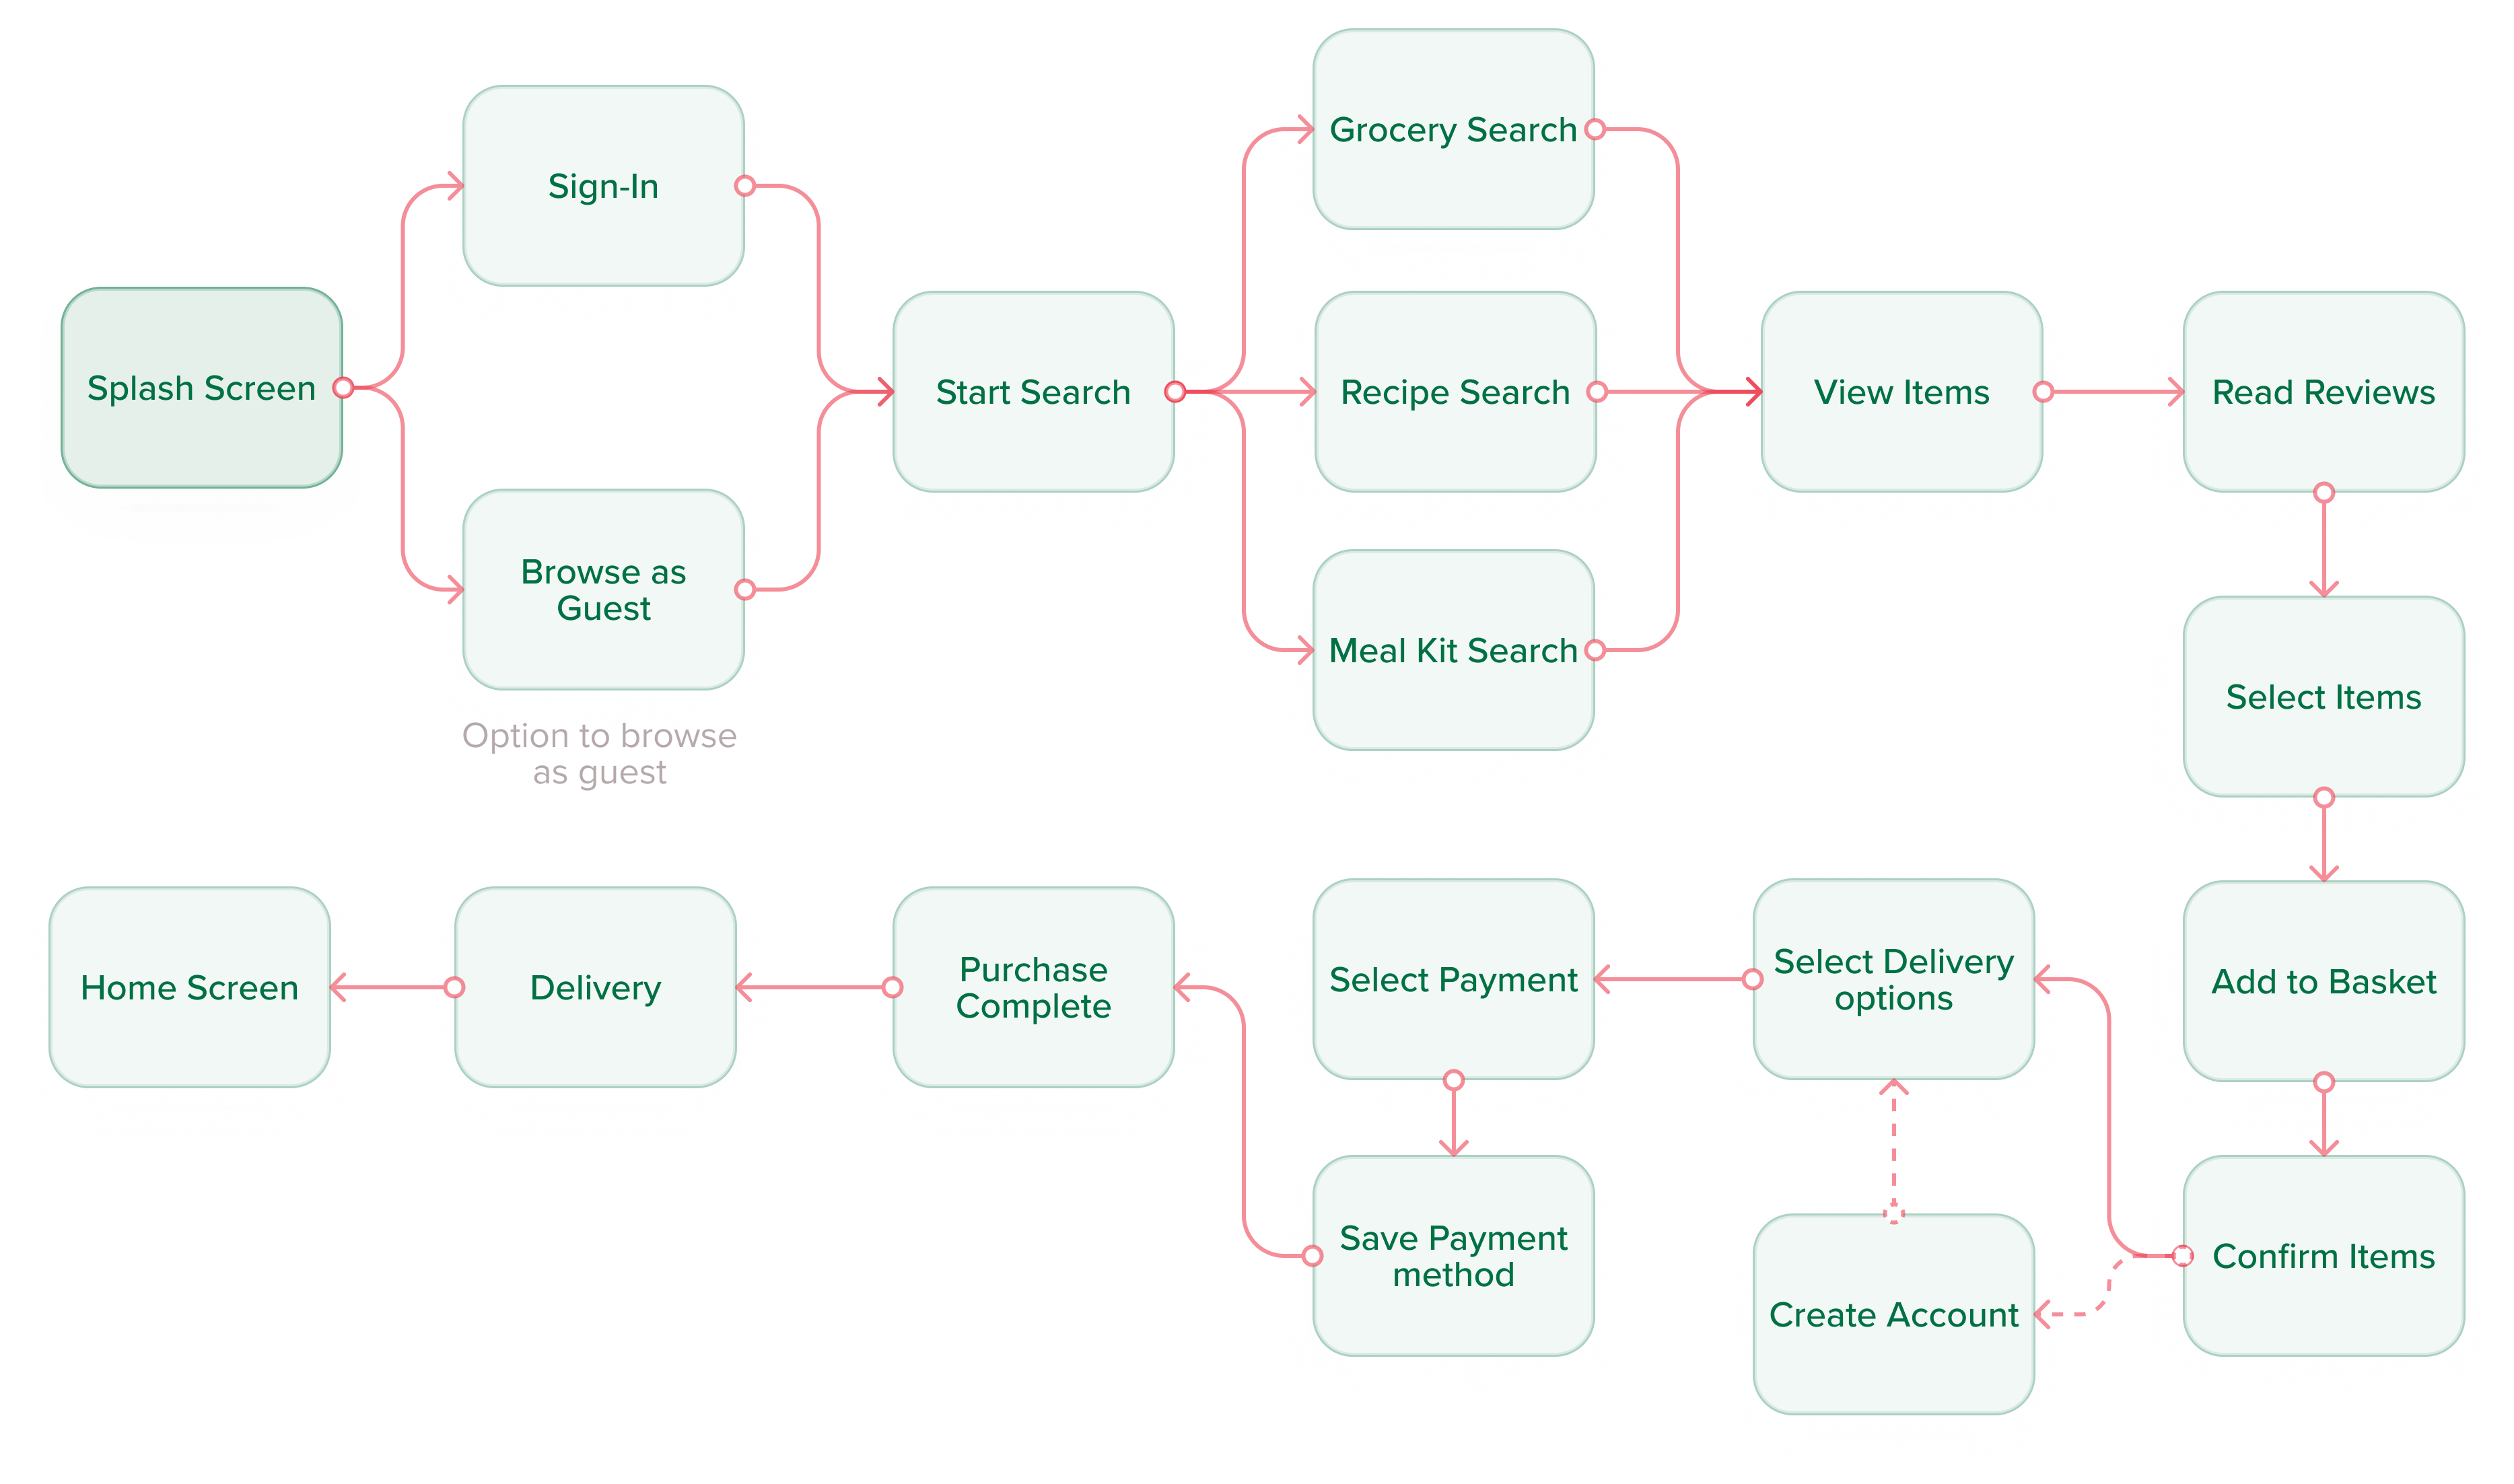 Splash Screen
Sign-In
Browse as
Guest
Option to browse
as guest
Start Search
Grocery Search
Recipe Search
Meal Kit Search
View Items
Read Reviews
Select Items
Add to Basket
Confirm Items
Create Account
Select Delivery
options
Select Payment
Save Payment
method
Purchase
Complete
Delivery
Home Screen